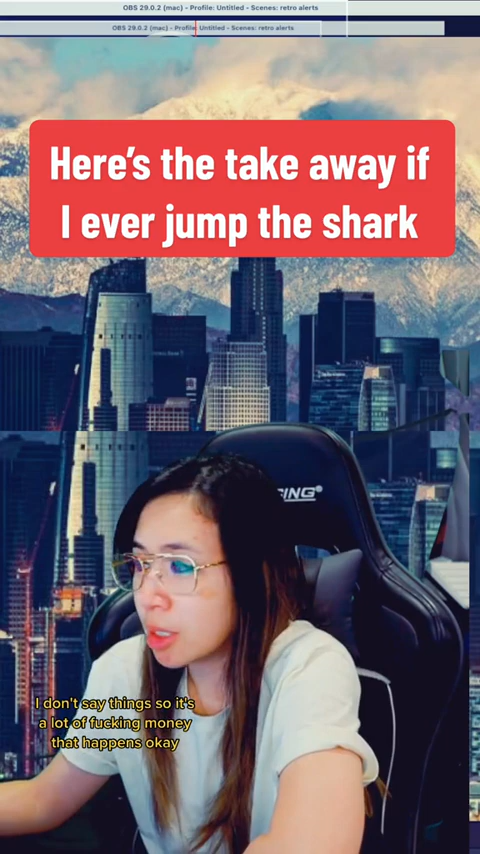 OBS 29.0.2 (mac) - Profile: Untitled - Scenes: retro alerts
OBS 29.0.2 (mac) - Profile: Untitled - Scenes: retro alerts
Here's the take away if
I ever jump the shark
ING®
I don't say things so it's
a lot of fucking money
that happens okay